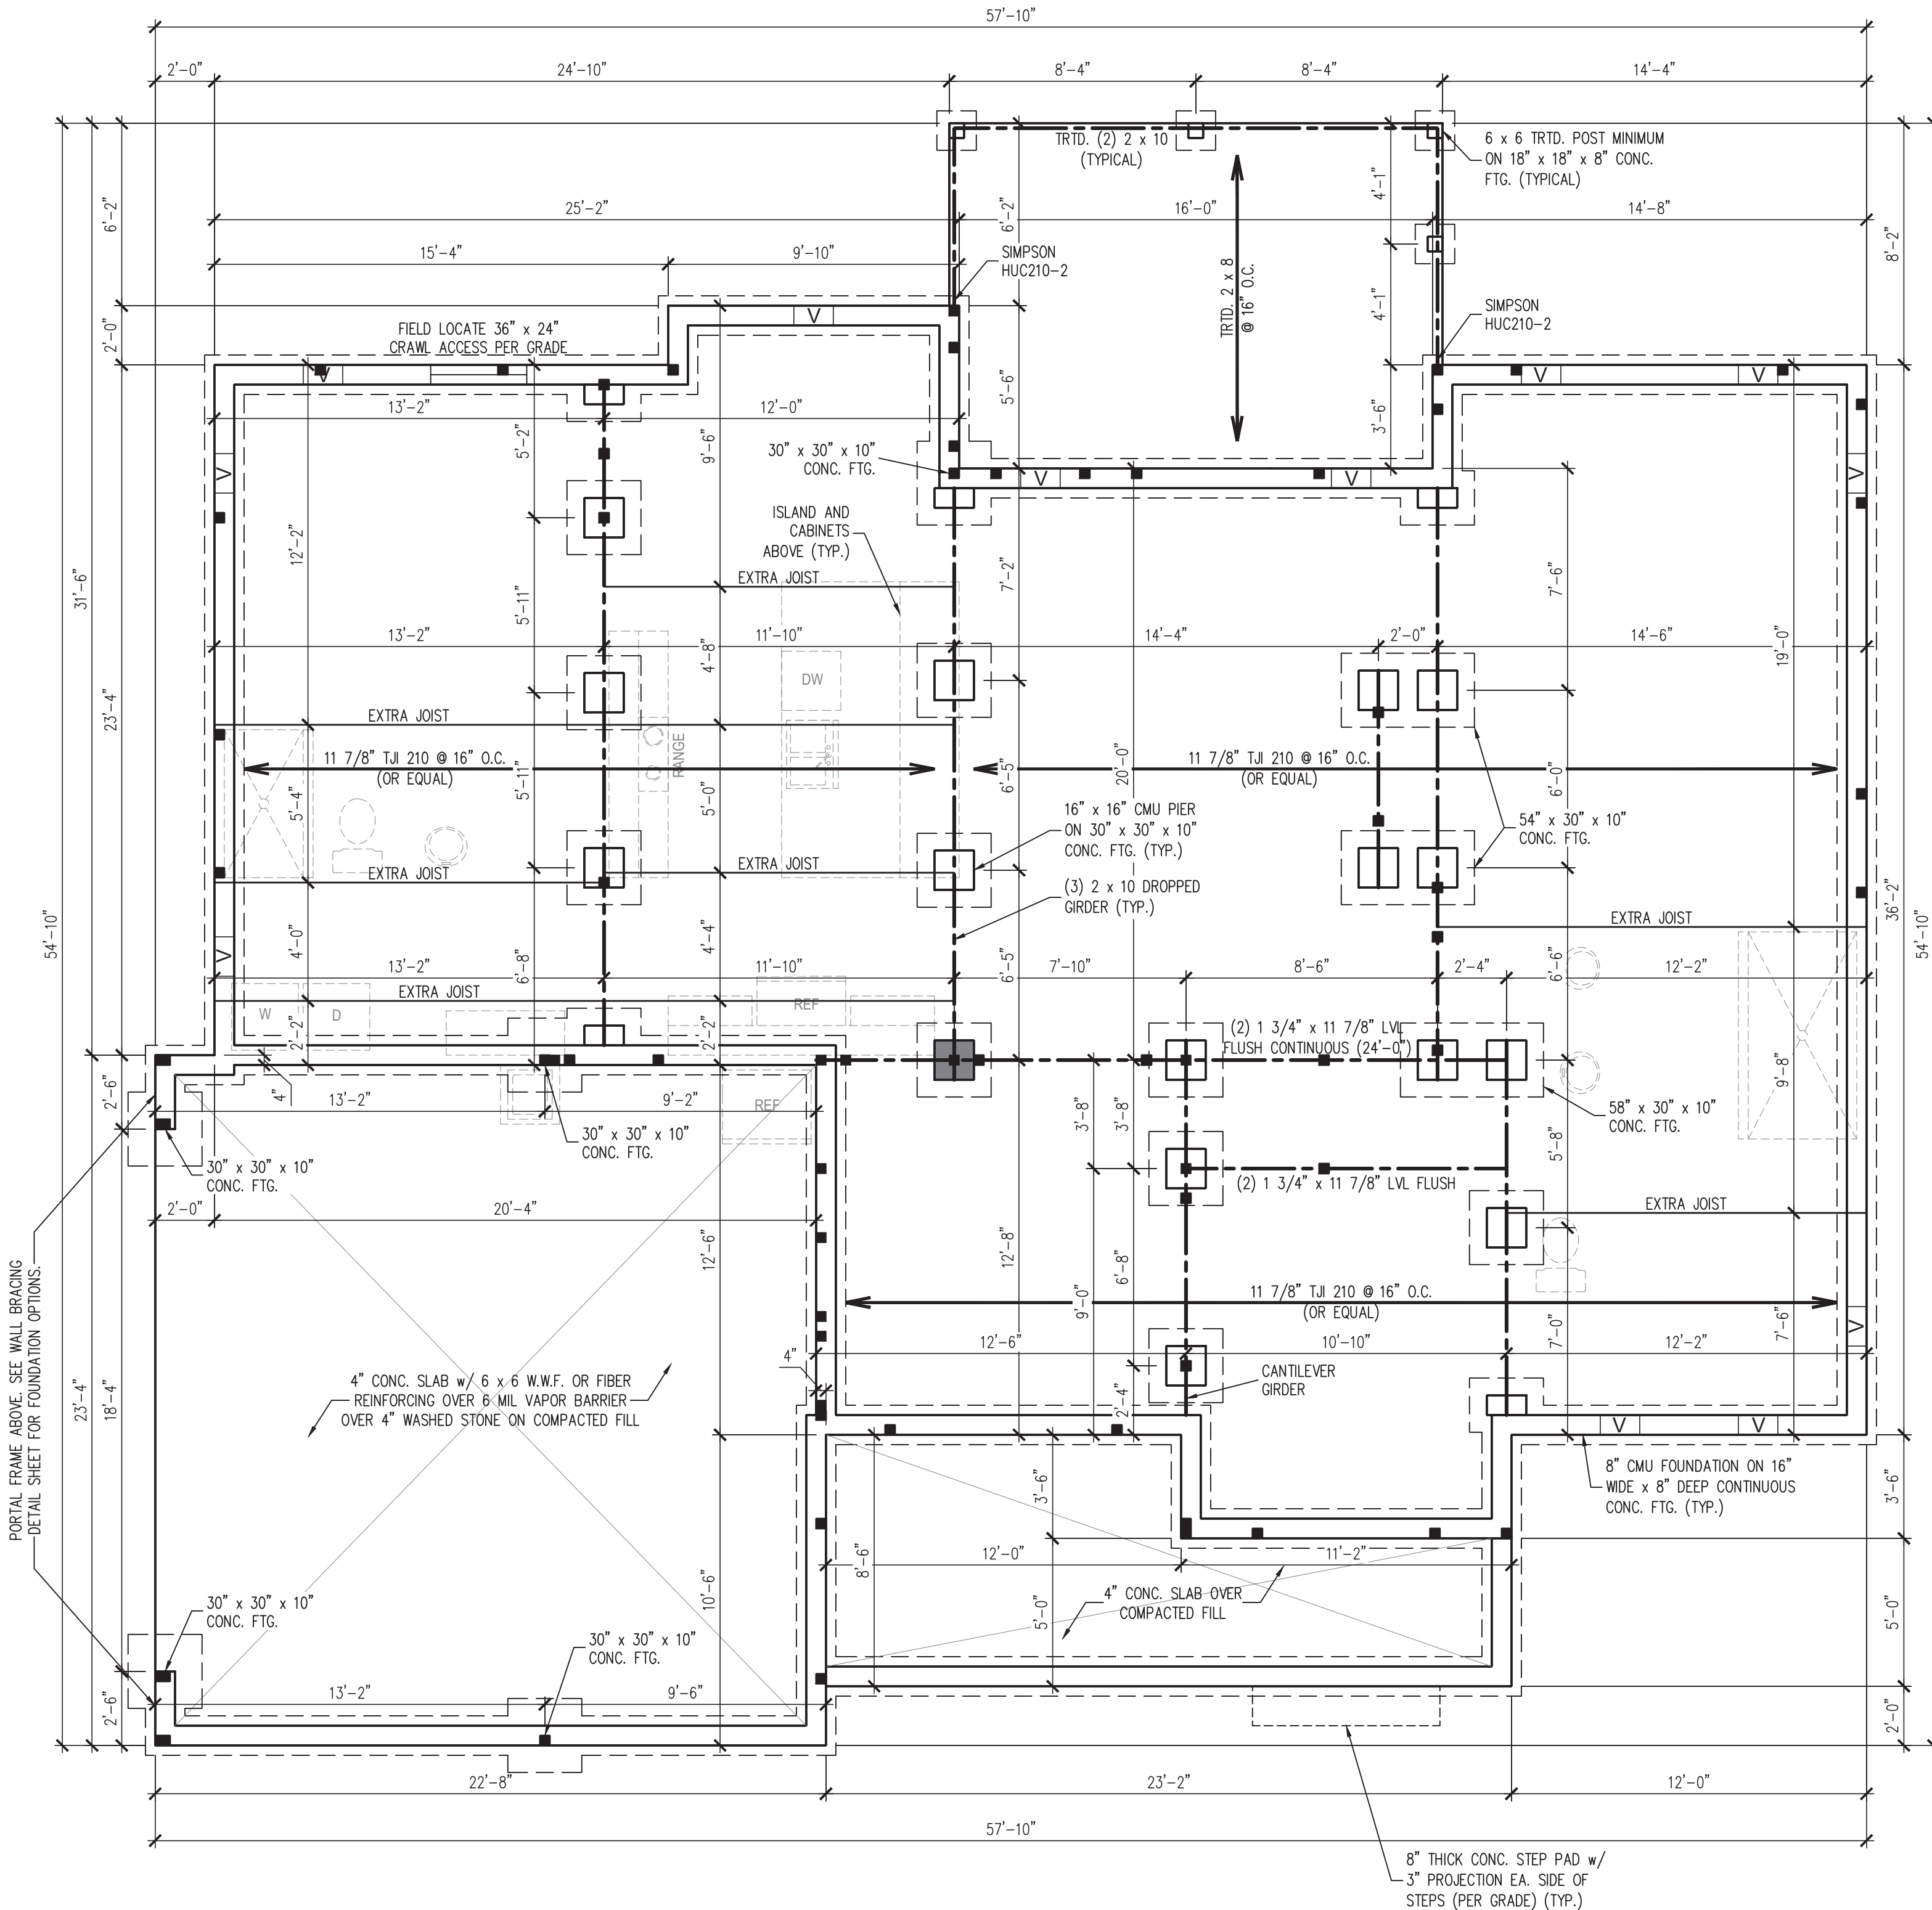 57'-10"
2'-0"
24'-10"
8'-4"
8'-4"
14'-4"
TRTD. (2) 2 x 10
(TYPICAL)
6 x 6 TRTD. POST MINIMUM
ON 18" x 18" x 8" CONC.
FTG. (TYPICAL)
6'-2"
25'-2"
6'-2"
16'-0"
4'-1"
14'-8"
8'-2"
15'-4"
9'-10"
SIMPSON
HUC210-2
TRTD. 2 x 8
@ 16" O.C.
4'-1"
SIMPSON
HUC210-2
2'-0"
FIELD LOCATE 36" x 24"
CRAWL ACCESS PER GRADE
V
V
V
V
13'-2"
12'-0"
5'-2"
9'-6"
5'-6"
3'-6"
30" x 30" x 10"
CONC. FTG.
V
V
V
V
ISLAND AND
CABINETS
ABOVE (TYP.)
12'-2"
5'-11"
EXTRA JOIST
7'-2"
7'-6"
31'-6"
13'-2"
11'-10"
14'-4"
2'-0"
14'-6"
4'-8"
19'-0"
DW
23'-4"
EXTRA JOIST
RANGE
11 7/8" TJI 210 @ 16" O.C.
(OR EQUAL)
11 7/8" TJI 210 @ 16" O.C.
(OR EQUAL)
5'-11"
5'-4"
5'-0"
6'-5"
20'-0"
6'-0"
16" x 16" CMU PIER
ON 30" x 30" x 10"
CONC. FTG. (TYP.)
54" x 30" x 10"
CONC. FTG.
EXTRA JOIST
EXTRA JOIST
(3) 2 x 10 DROPPED
GIRDER (TYP.)
54'-10"
36'-2"
54'-10"
EXTRA JOIST
4'-0"
6'-8"
4'-4"
6'-5"
6'-6"
V
13'-2"
11'-10"
7'-10"
8'-6"
2'-4"
12'-2"
EXTRA JOIST
W
D
REF
2'-2"
2'-2"
(2) 1 3/4" x 11 7/8" LVL
FLUSH CONTINUOUS (24'-0")
9'-8"
2'-6"
4"
13'-2"
9'-2"
REF
30" x 30" x 10"
CONC. FTG.
58" x 30" x 10"
CONC. FTG.
3'-8"
3'-8"
5'-8"
30" x 30" x 10"
CONC. FTG.
(2) 1 3/4" x 11 7/8" LVL FLUSH
EXTRA JOIST
2'-0"
20'-4"
12'-6"
12'-8"
6'-8"
9'-0"
11 7/8" TJI 210 @ 16" O.C.
(OR EQUAL)
7'-0"
7'-6"
V
PORTAL FRAME ABOVE. SEE WALL BRACING
DETAIL SHEET FOR FOUNDATION OPTIONS.
23'-4"
18'-4"
4"
12'-6"
10'-10"
12'-2"
CANTILEVER
GIRDER
2'-4"
4" CONC. SLAB w/ 6 x 6 W.W.F. OR FIBER
REINFORCING OVER 6 MIL VAPOR BARRIER
OVER 4" WASHED STONE ON COMPACTED FILL
V
V
8" CMU FOUNDATION ON 16"
WIDE x 8" DEEP CONTINUOUS
CONC. FTG. (TYP.)
3'-6"
3'-6"
8'-6"
12'-0"
11'-2"
10'-6"
5'-0"
4" CONC. SLAB OVER
COMPACTED FILL
5'-0"
30" x 30" x 10"
CONC. FTG.
30" x 30" x 10"
CONC. FTG.
13'-2"
9'-6"
2'-6"
2'-0"
22'-8"
23'-2"
12'-0"
57'-10"
8" THICK CONC. STEP PAD w/
3" PROJECTION EA. SIDE OF
STEPS (PER GRADE) (TYP.)